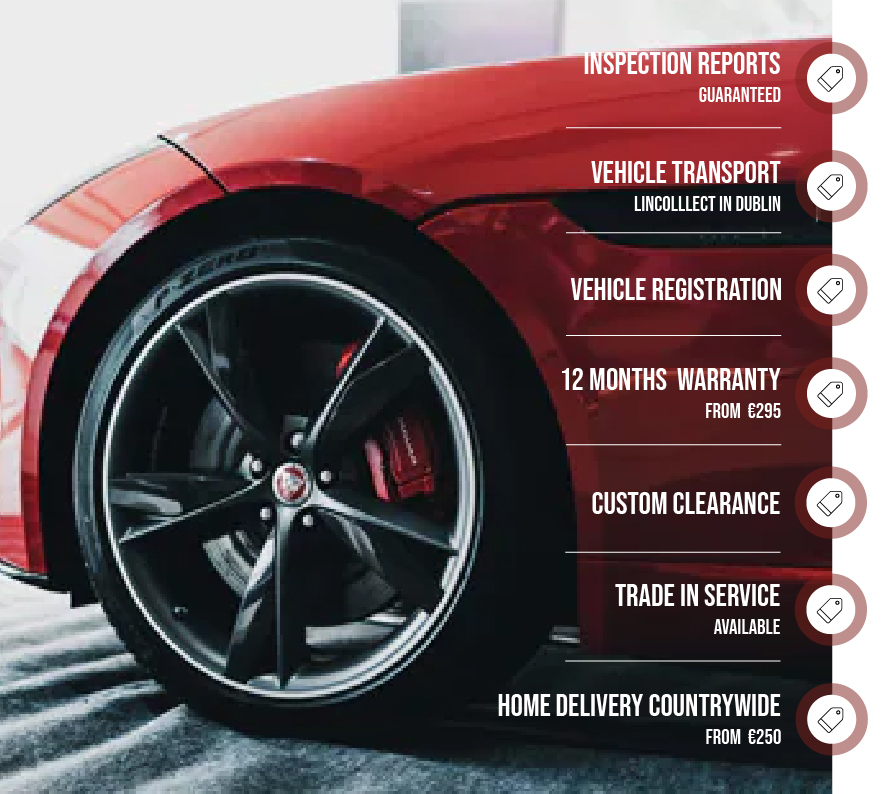 INSPECTION REPORTS
GUARANTEED
VEHICLE TRANSPORT
LINCOLLLECT IN DUBLIN
VEHICLE REGISTRATION
12 MONTHS WARRANTY
FROM €295
CUSTOM CLEARANCE
TRADE IN SERVICE
AVAILABLE
HOME DELIVERY COUNTRYWIDE
FROM €250
P-ZERO